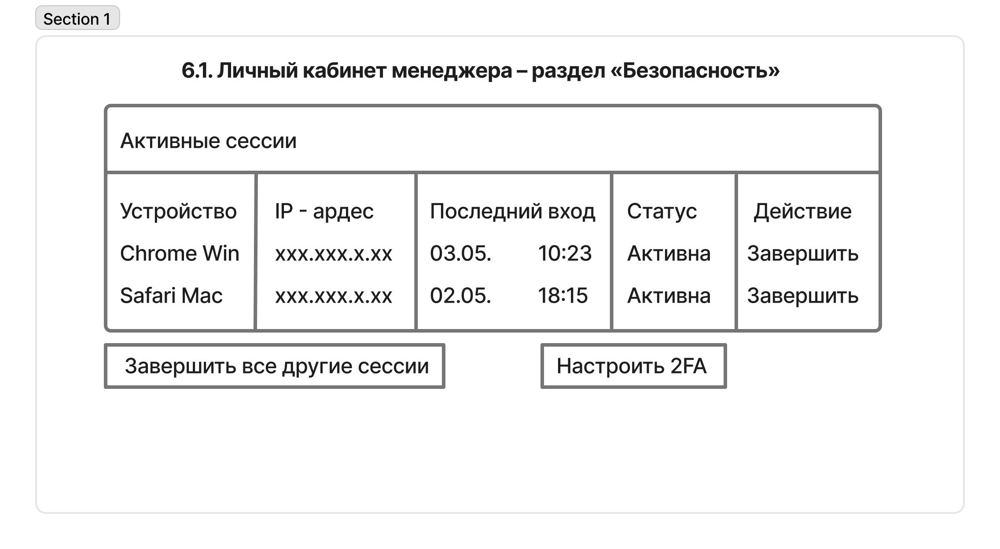 Section 1
6.1. Личный кабинет менеджера – раздел «Безопасность»
Активные сессии
Устройство IP - ардес Последний вход Статус Действие
Chrome Win xxx.xxx.x.xx 03.05. 10:23 Активна Завершить
Safari Mac xxx.xxx.x.xx 02.05. 18:15 Активна Завершить
Завершить все другие сессии Настроить 2FA